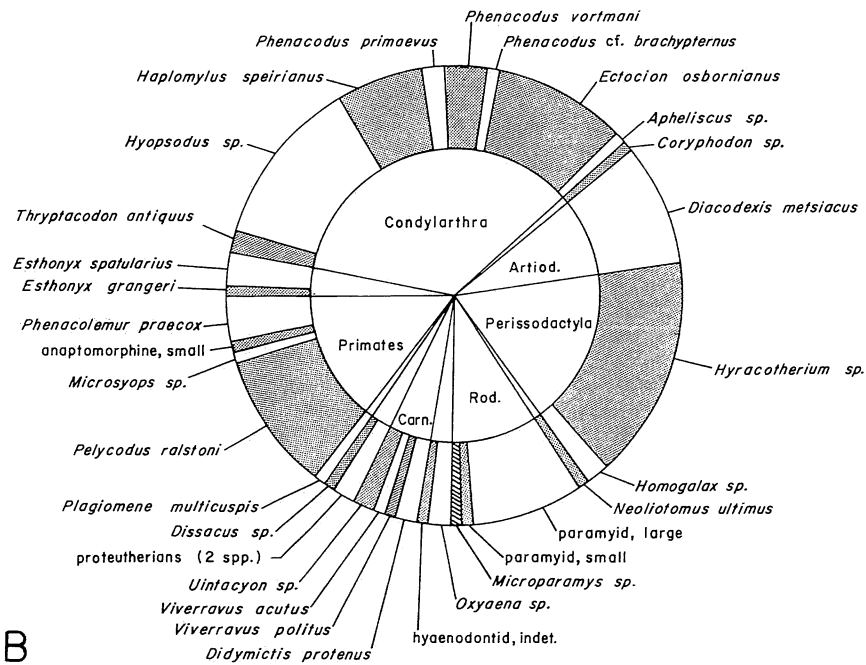 Phenacodus vortmani
Phenacodus primaevus
Phenacodus cf. brachypternus
Haplomylus speirianus
Ectocion osbornianus
Apheliscus sp.
Hyopsodus sp.
Coryphodon sp.
Thryptacodon antiquus
Diacodexis metsiacus
Condylarthra
Esthonyx spatularius
Artiod.
Esthonyx grangeri
Phenacolemur praecox
Perissodactyla
anaptomorphine, small
Primates
Microsyops sp.
Hyracotherium sp.
Rod.
Carn.
Pelycodus ralstoni
Homogalax sp.
Plagiomene multicuspis
Neoliotomus ultimus
Dissacus sp.
paramyid, large
proteutherians (2 spp.)
paramyid, small
Uintacyon sp.
Microparamys sp.
Viverravus acutus
Oxyaena sp.
Viverravus politus
hyaenodontid, indet.
Didymictis protenus
B